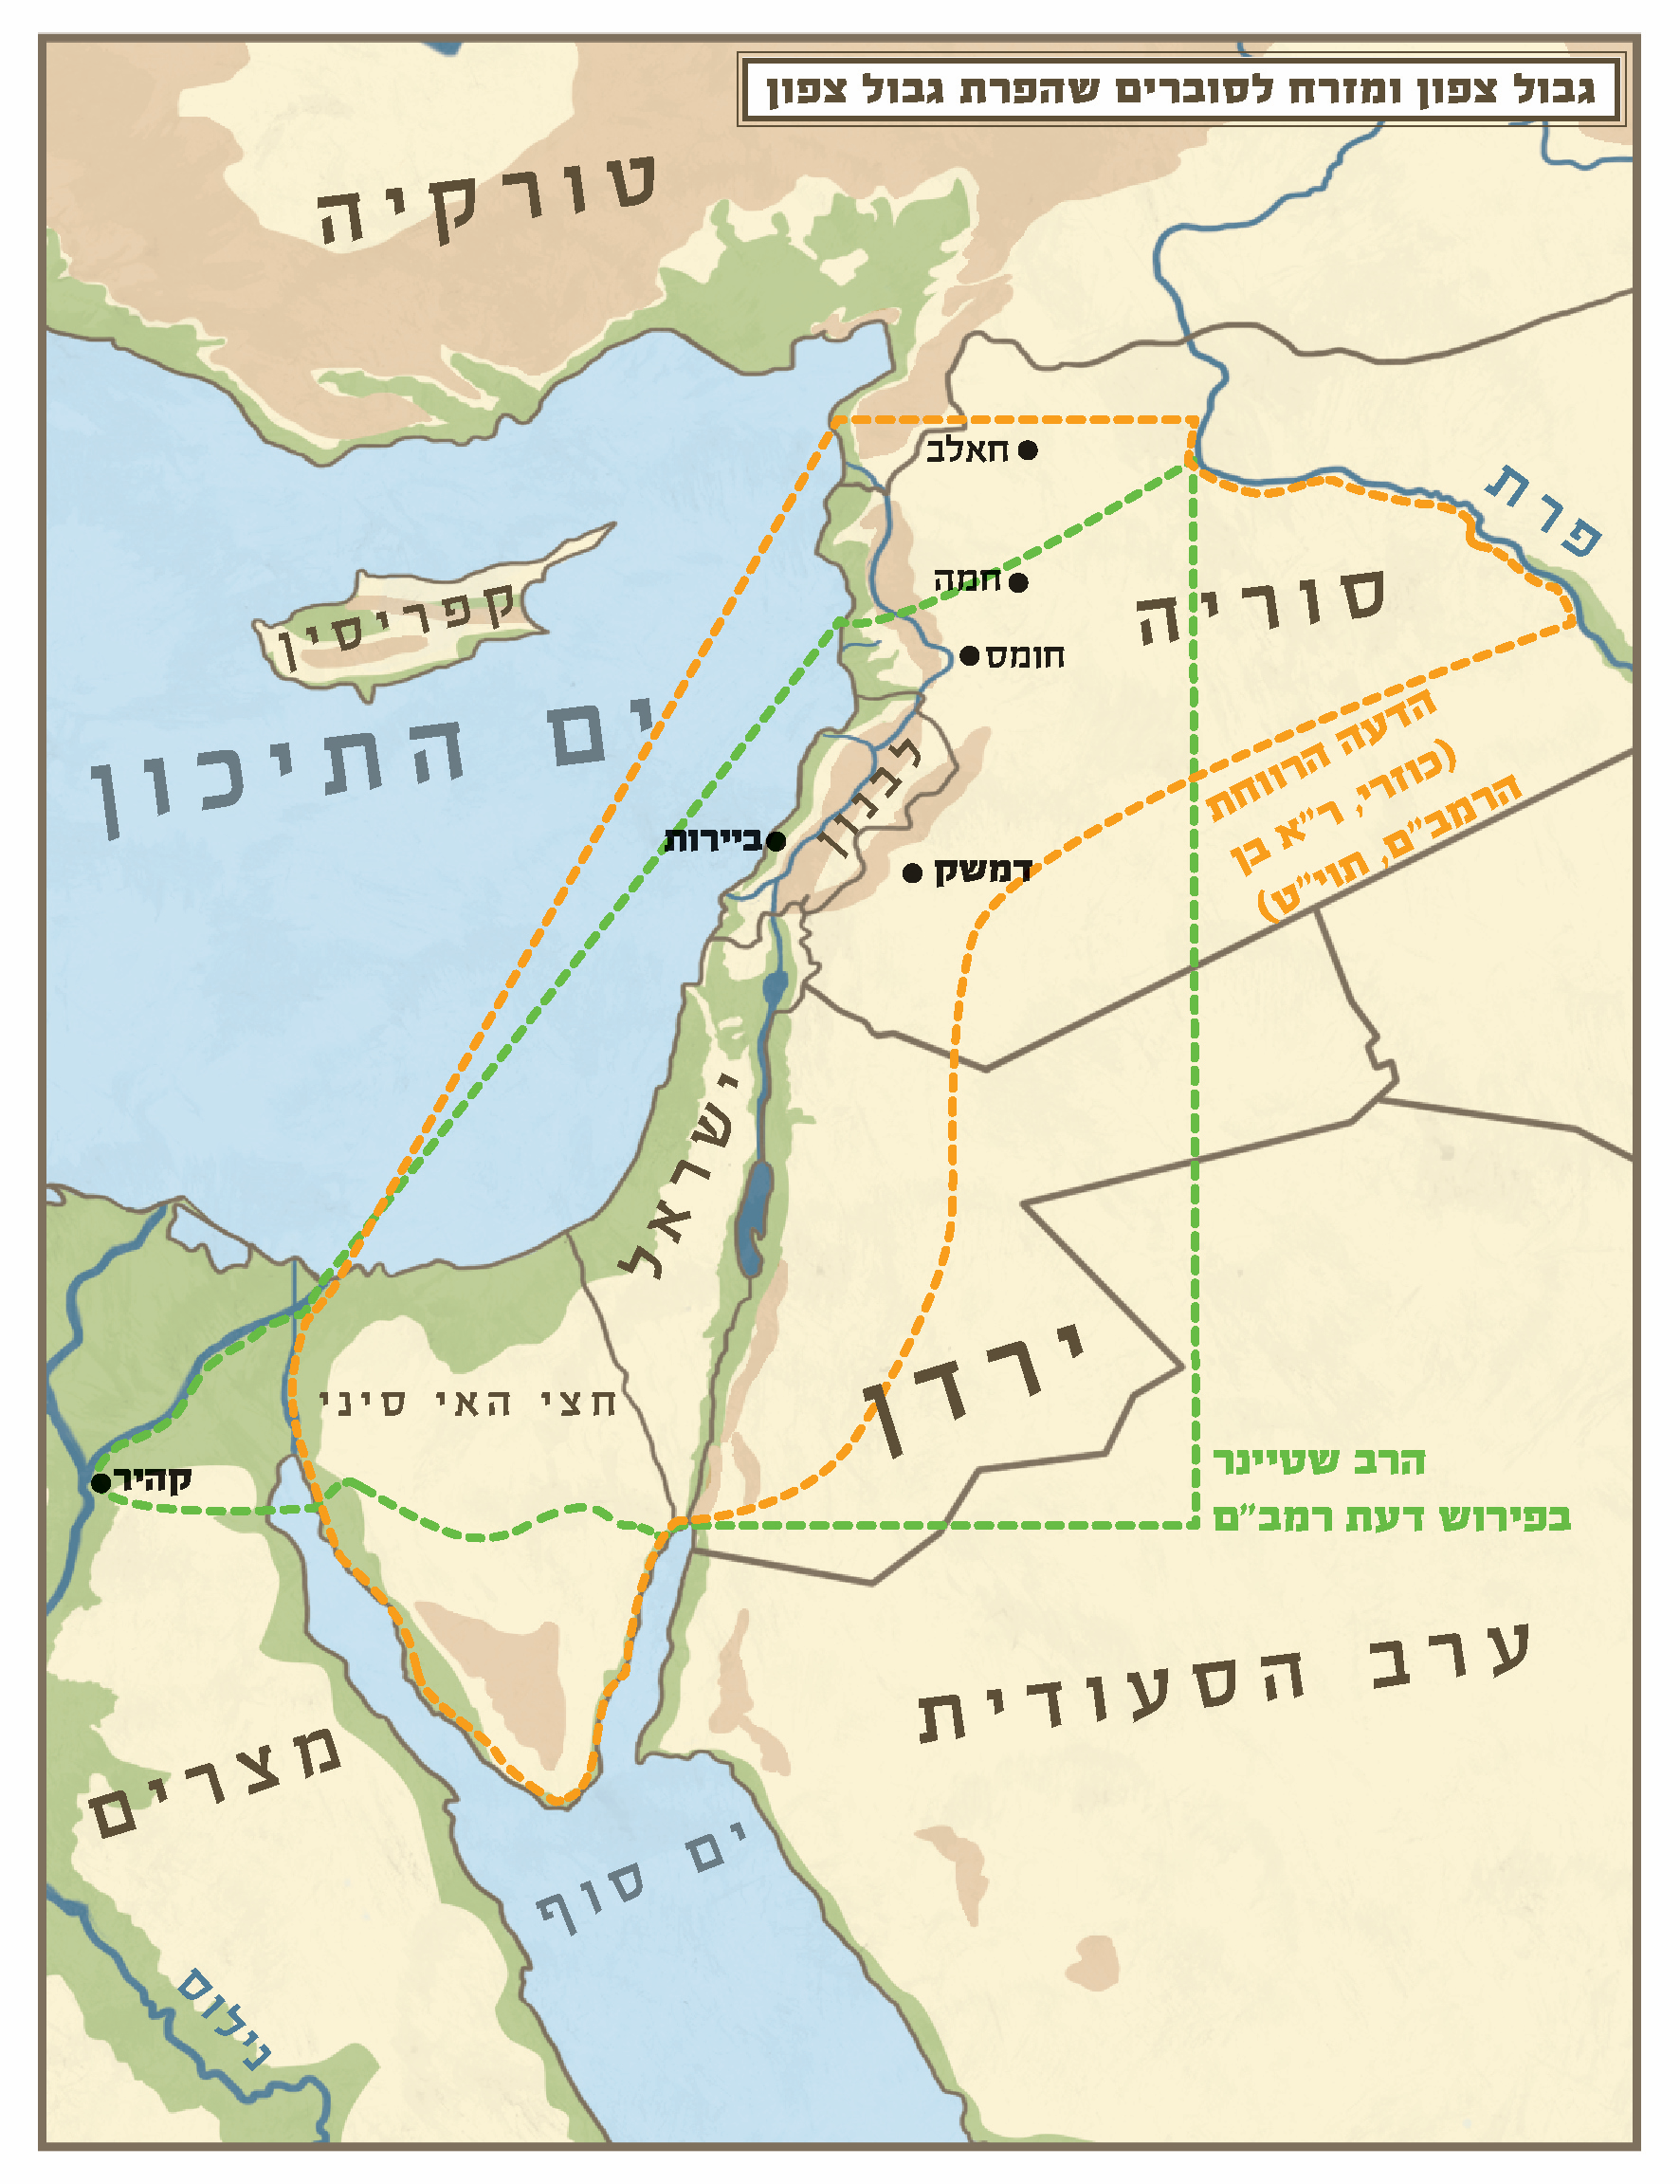 גבול צפון ומזרח לסוברים שהפרת גבול צפון
טורקיה
חאלב
פרת
חמה
סוריה
קפריסין
חומס
ים התיכון
לבנון
הדעה הרווחת
(כוזרי, ר״א בן
הרמב״ם, תוי״ט)
ביירות
דמשק
ישראל
ירדן
חצי האי סיני
קהיר
הרב שטיינר
בפירוש דעת רמב״ם
ערב הסעודית
מצרים
ים סוף
נילוס